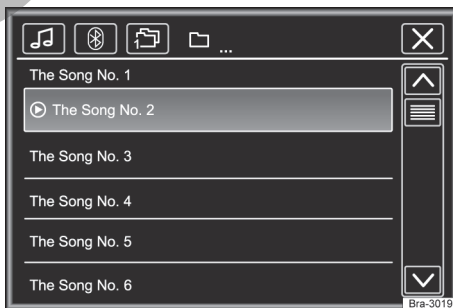 ...
The Song No. 1
The Song No. 2
The Song No. 3
The Song No. 4
The Song No. 5
The Song No. 6
Bra-3019